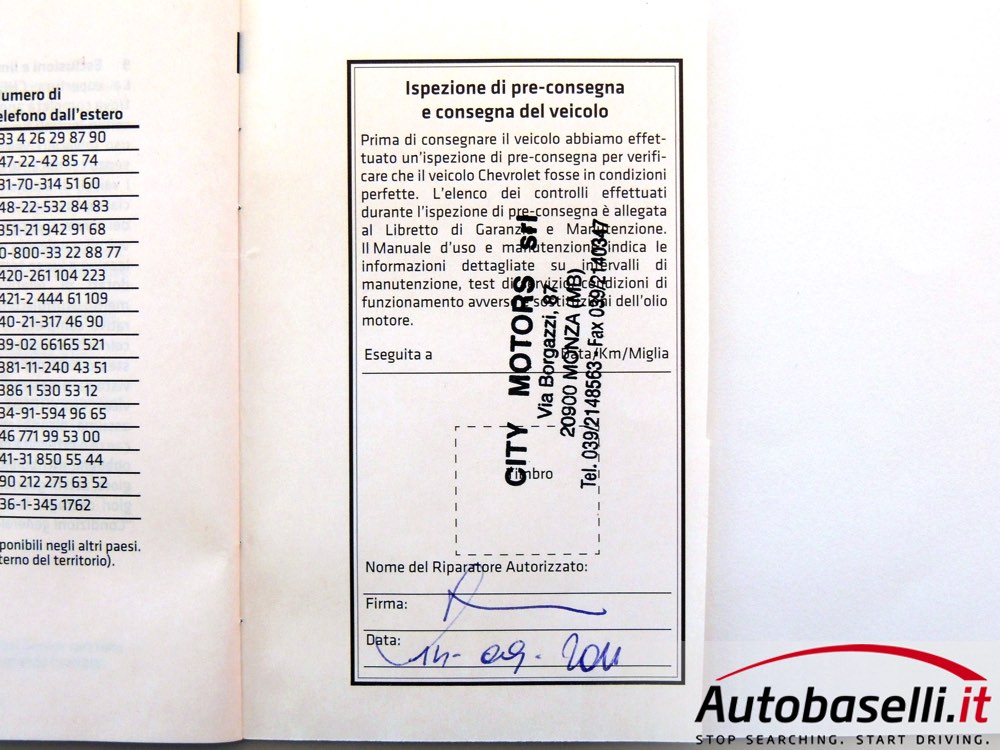 umero di
elefono dall'estero
33 4 26 29 87 90
47-22-42 85 74
31-70-314 51 60
48-22-532 84 83
351-21 942 91 68
0-800-33 22 88 77
420-261 104 223
421-2 444 61 109
40-21-317 46 90
39-02 66165 521
381-11-240 43 51
386 1 530 53 12
34-91-594 96 65
46 771 99 53 00
41-31 850 55 44
90 212 275 63 52
36-1-345 1762
ponibili negli altri paesi.
terno del territorio).
Ispezione di pre-consegna
e consegna del veicolo
Prima di consegnare il veicolo abbiamo effet-
tuato un'ispezione di pre-consegna per verifi-
care che il veicolo Chevrolet fosse in condizioni
perfette. L'elenco dei controlli effettuati
durante l'ispezione di pre-consegna è allegata
al Libretto di Garanzia e Manutenzione.
Il Manuale d'uso e manutenzione indica le
informazioni dettagliate su intervalli di
manutenzione, test di servizio, condizioni di
funzionamento avverse e sostituzioni dell'olio
motore.
Eseguita a Data/Km/Miglia
CITY MOTORS srl
Via Borgazzi, 87
20900 MONZA (MB)
Tel. 039/2148563 - Fax 039/2140347
Timbro
Nome del Riparatore Autorizzato:
Firma:
Data: 09 - 2011
Autobaselli.it
STOP SEARCHING. START DRIVING.